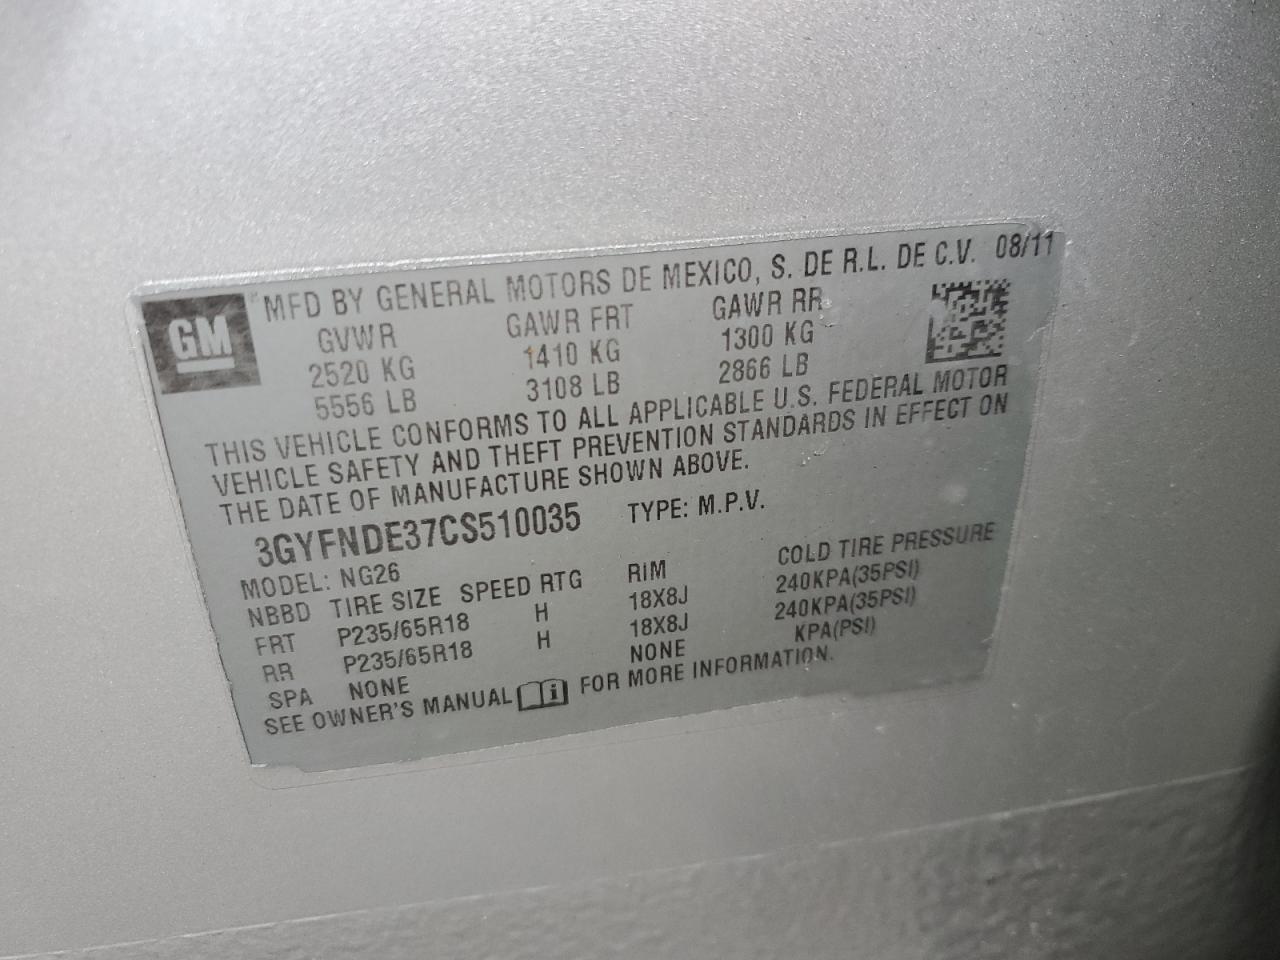 GM
MFD BY GENERAL MOTORS DE MEXICO, S. DE R.L. DE C.V. 08/11
GVWR GAWR FRT GAWR RR
2520 KG 1410 KG 1300 KG
5556 LB 3108 LB 2866 LB
THIS VEHICLE CONFORMS TO ALL APPLICABLE U.S. FEDERAL MOTOR
VEHICLE SAFETY AND THEFT PREVENTION STANDARDS IN EFFECT ON
THE DATE OF MANUFACTURE SHOWN ABOVE.
3GYFNDE37CS510035 TYPE: M.P.V.
MODEL: NG26
NBBD TIRE SIZE SPEED RTG RIM COLD TIRE PRESSURE
FRT P235/65R18 H 18X8J 240KPA(35PSI)
RR P235/65R18 H 18X8J 240KPA(35PSI)
SPA NONE NONE KPA(PSI)
SEE OWNER'S MANUAL i FOR MORE INFORMATION.